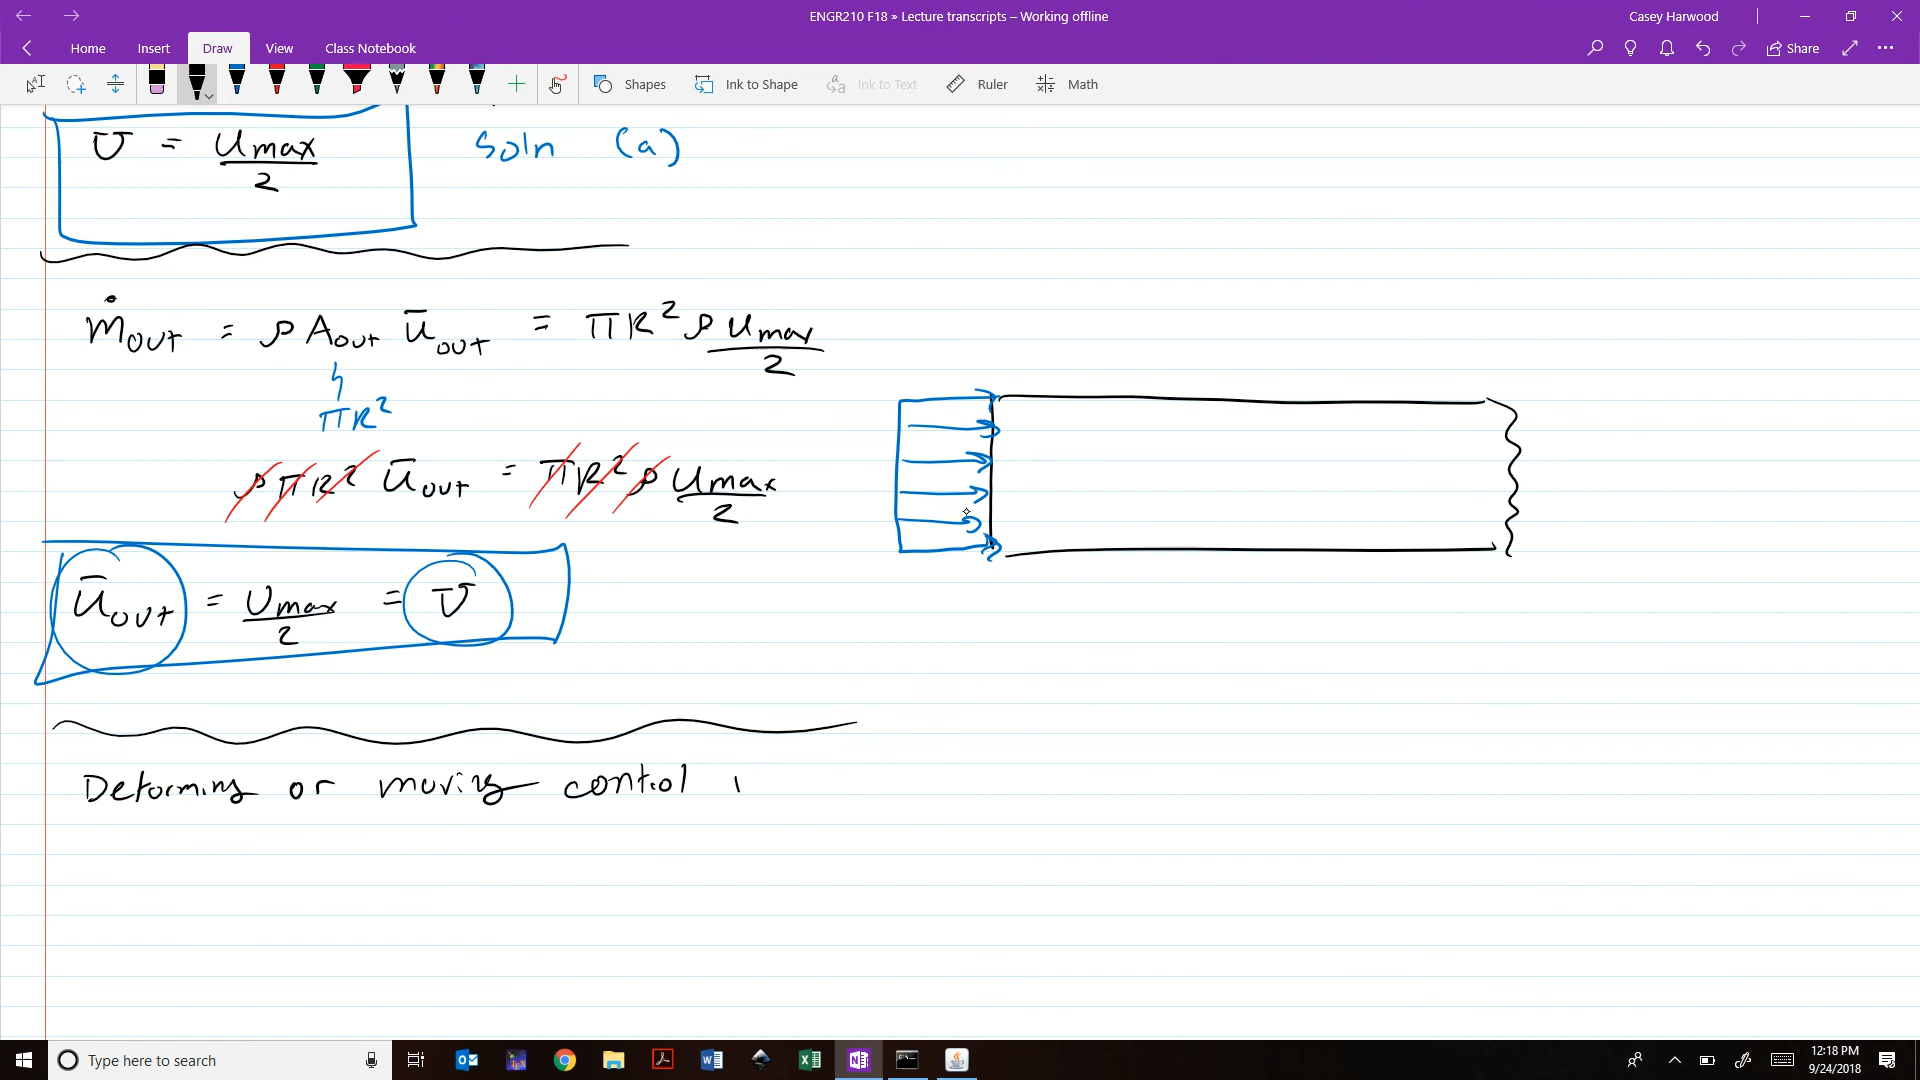 ENGR210 F18 » Lecture transcripts – Working offline
Casey Harwood
Home Insert Draw View Class Notebook
Share
Shapes Ink to Shape Ink to Text Ruler Math
U = Umax/2
Soln (a)
ṁout = ρ Aout ūout = πR² ρ umax/2
πR²
ρπR² ūout = πR²ρ umax/2
ūout = Umax/2 = U
Deforming or moving control
Type here to search
12:18 PM
9/24/2018